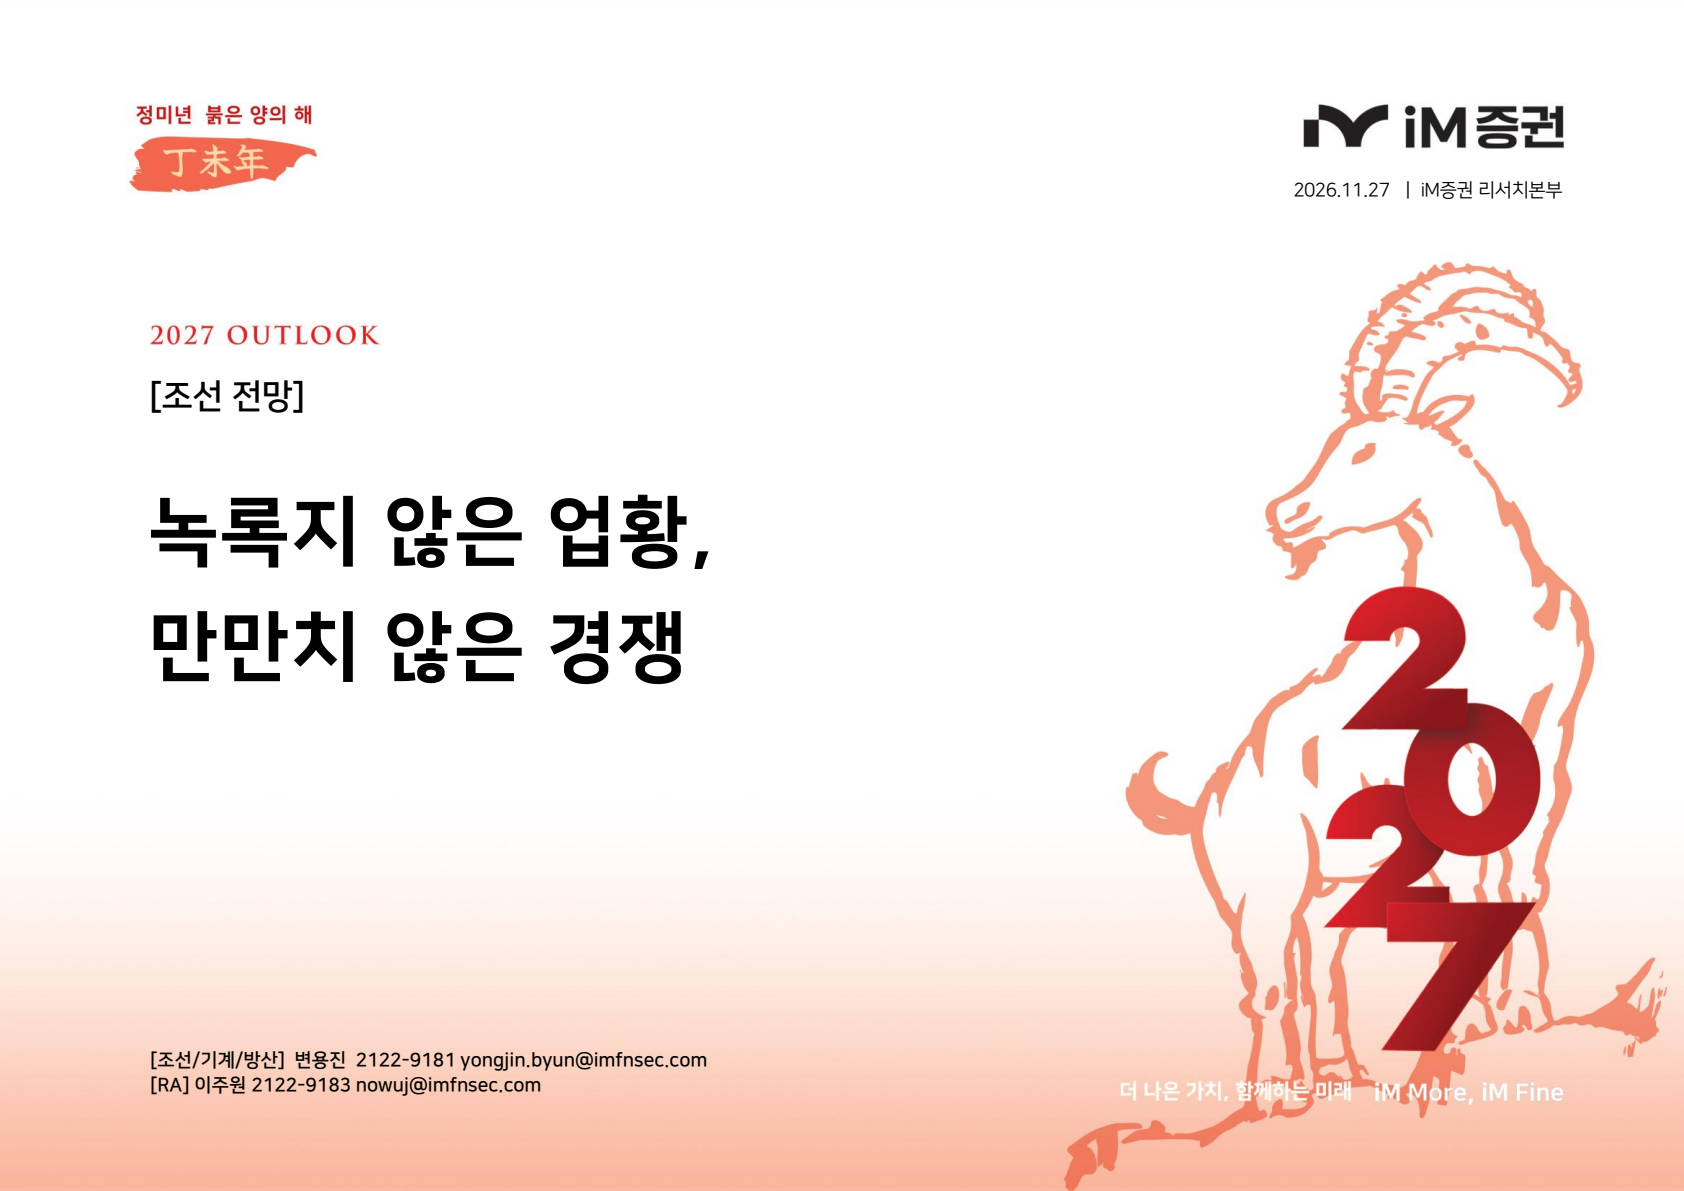 정미년 붉은 양의 해
丁未年
iM증권
2026.11.27 | iM증권 리서치본부
2027 OUTLOOK
[조선 전망]
녹록지 않은 업황,
만만치 않은 경쟁
2027
[조선/기계/방산] 변용진 2122-9181 yongjin.byun@imfnsec.com
[RA] 이주원 2122-9183 nowuj@imfnsec.com
더 나은 가치, 함께하는 미래 iM More, iM Fine